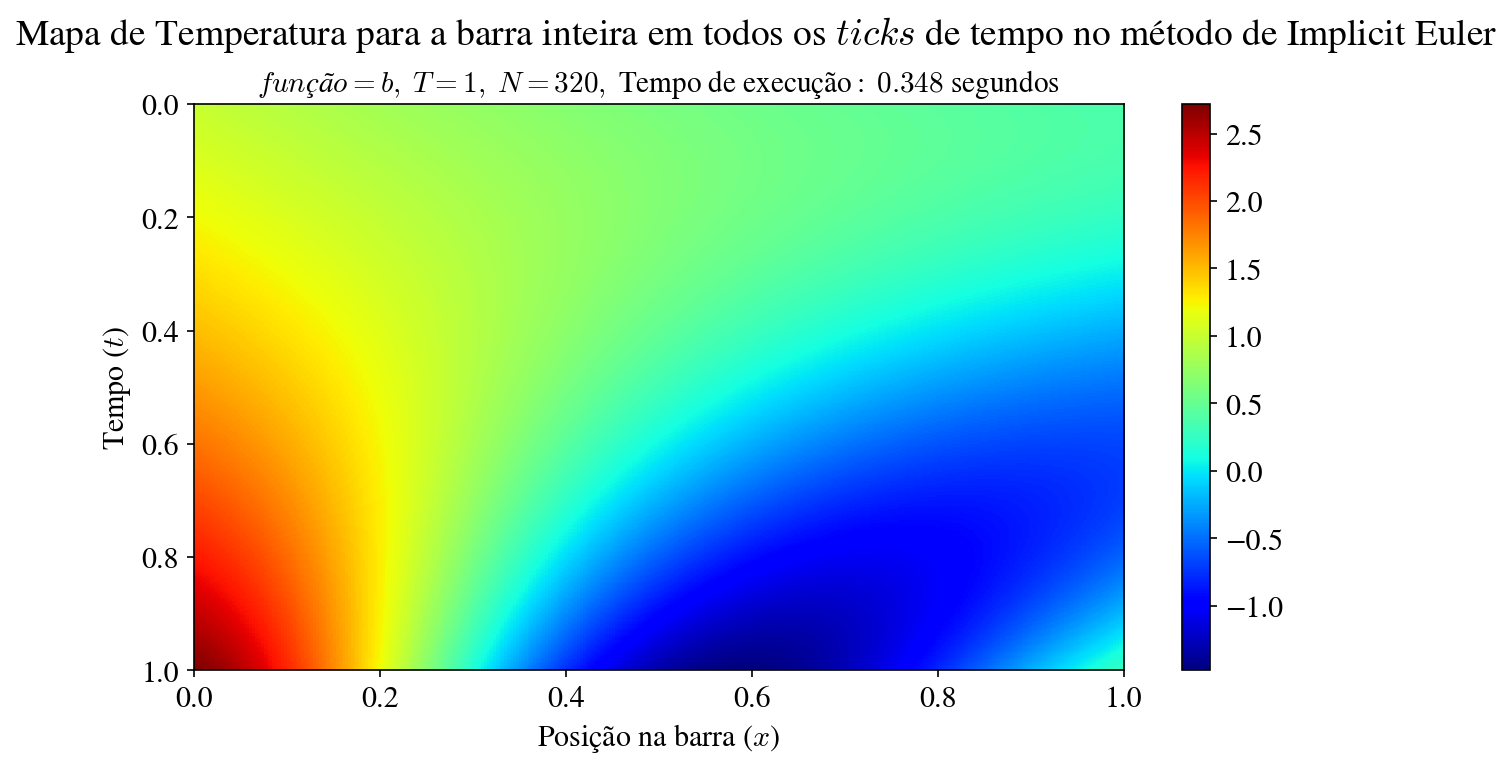 Mapa de Temperatura para a barra inteira em todos os ticks de tempo no método de Implicit Euler
função = b, T = 1, N = 320, Tempo de execução : 0.348 segundos
0.0
0.2
0.4
0.6
0.8
1.0
Tempo (t)
0.0 0.2 0.4 0.6 0.8 1.0
Posição na barra (x)
2.5
2.0
1.5
1.0
0.5
0.0
−0.5
−1.0